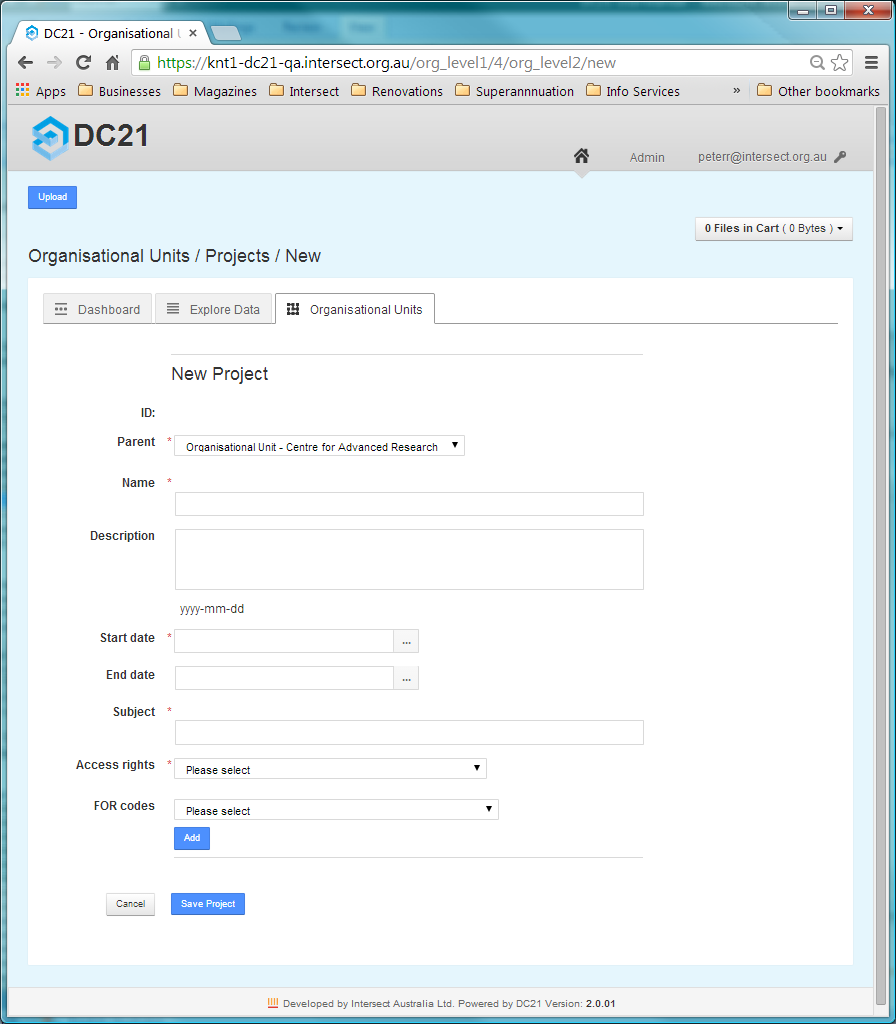 DC21 - Organisational U
https://knt1-dc21-qa.intersect.org.au/org_level1/4/org_level2/new
Apps Businesses Magazines Intersect Renovations Superannnuation Info Services » Other bookmarks
DC21
Admin peterr@intersect.org.au
Upload
0 Files in Cart ( 0 Bytes )
Organisational Units / Projects / New
Dashboard Explore Data Organisational Units
New Project
ID:
Parent * Organisational Unit - Centre for Advanced Research
Name *
Description
yyyy-mm-dd
Start date * ...
End date ...
Subject *
Access rights * Please select
FOR codes Please select
Add
Cancel Save Project
Developed by Intersect Australia Ltd. Powered by DC21 Version: 2.0.01